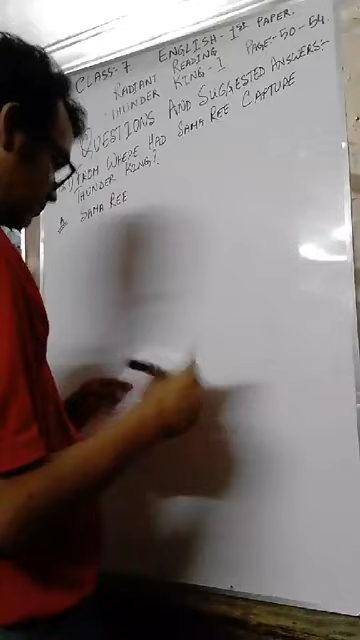 CLASS:- 7 ENGLISH - 1ST PAPER.
RADIANT READING
THUNDER KING - 1 PAGE:- 50 - 54.
QUESTIONS AND SUGGESTED ANSWERS:-
FROM WHERE HAD SAMA REE CAPTURE
THUNDER KING?
A. SAMA REE